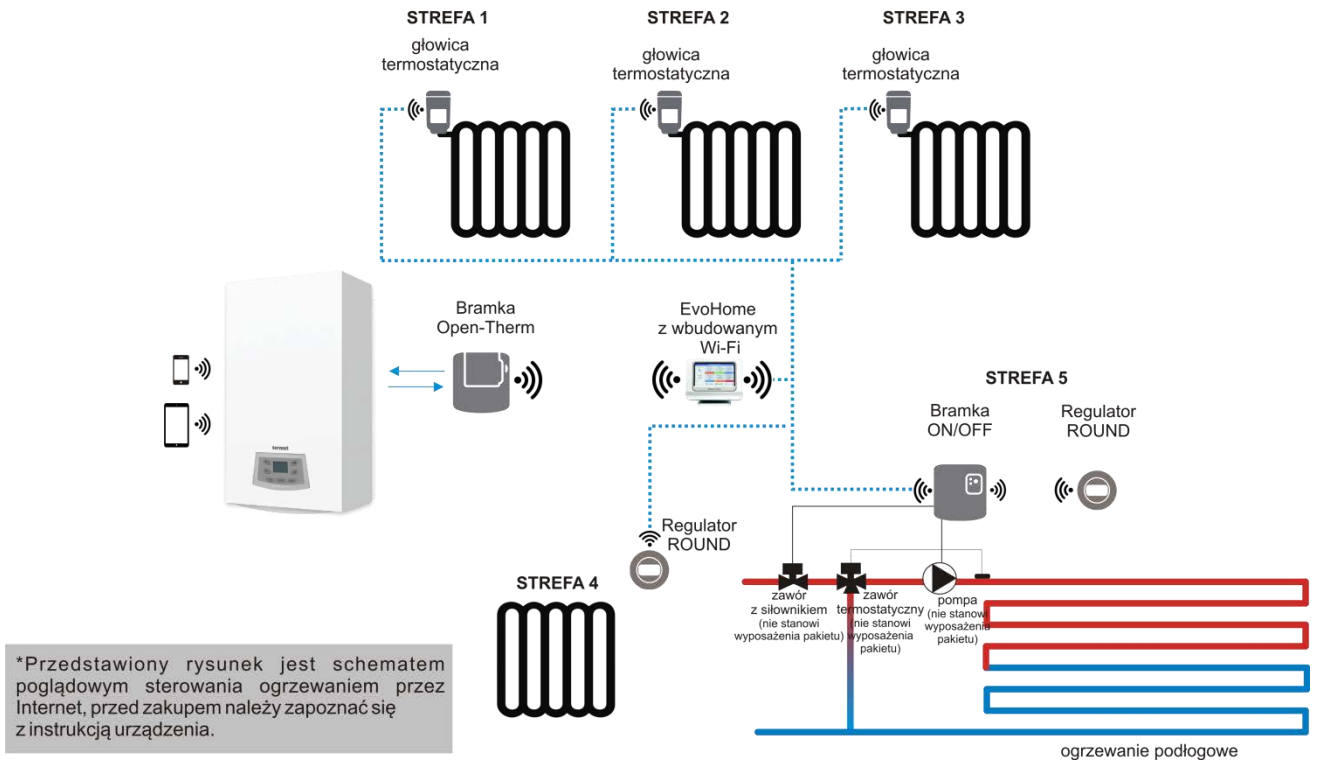 STREFA 1
głowica
termostatyczna
STREFA 2
głowica
termostatyczna
STREFA 3
głowica
termostatyczna
Bramka
Open-Therm
EvoHome
z wbudowanym
Wi-Fi
STREFA 5
Bramka
ON/OFF
Regulator
ROUND
termet
Regulator
ROUND
STREFA 4
zawór
z siłownikiem
(nie stanowi
wyposażenia pakietu)
zawór
termostatyczny
(nie stanowi
wyposażenia
pakietu)
pompa
(nie stanowi
wyposażenia
pakietu)
*Przedstawiony rysunek jest schematem
poglądowym sterowania ogrzewaniem przez
Internet, przed zakupem należy zapoznać się
z instrukcją urządzenia.
ogrzewanie podłogowe